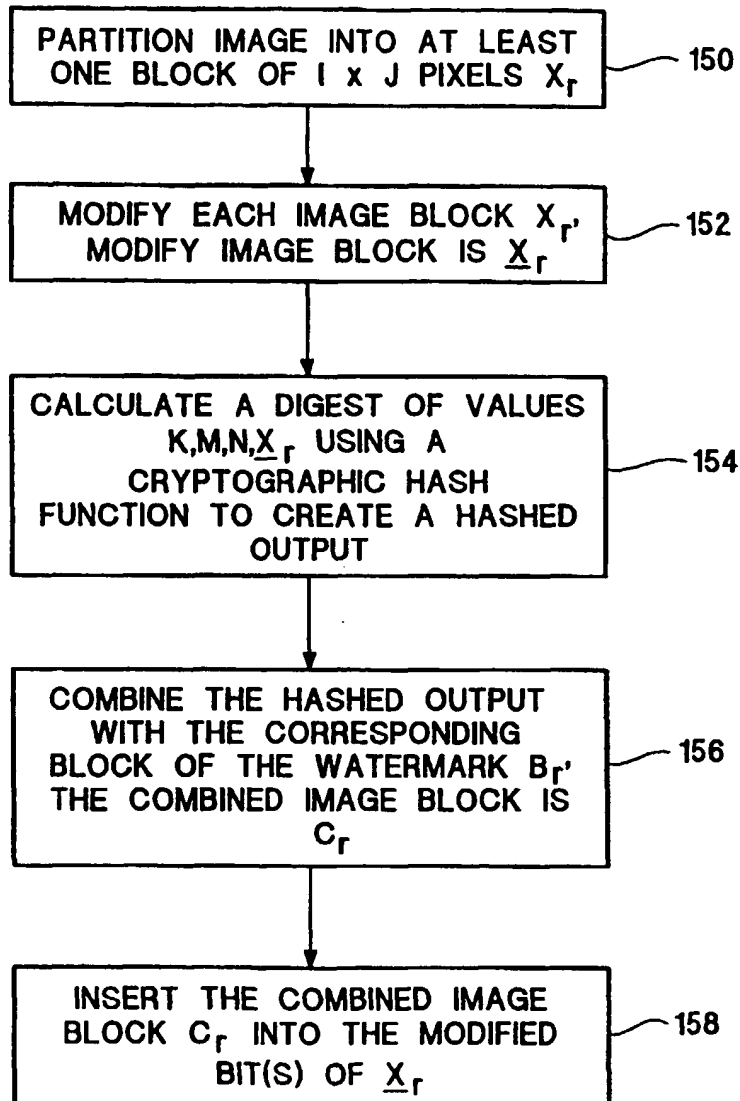 PARTITION IMAGE INTO AT LEAST
ONE BLOCK OF I x J PIXELS Xr
150
MODIFY EACH IMAGE BLOCK Xr,
MODIFY IMAGE BLOCK IS Xr
152
CALCULATE A DIGEST OF VALUES
K,M,N,Xr USING A
CRYPTOGRAPHIC HASH
FUNCTION TO CREATE A HASHED
OUTPUT
154
COMBINE THE HASHED OUTPUT
WITH THE CORRESPONDING
BLOCK OF THE WATERMARK Br,
THE COMBINED IMAGE BLOCK IS
Cr
156
INSERT THE COMBINED IMAGE
BLOCK Cr INTO THE MODIFIED
BIT(S) OF Xr
158